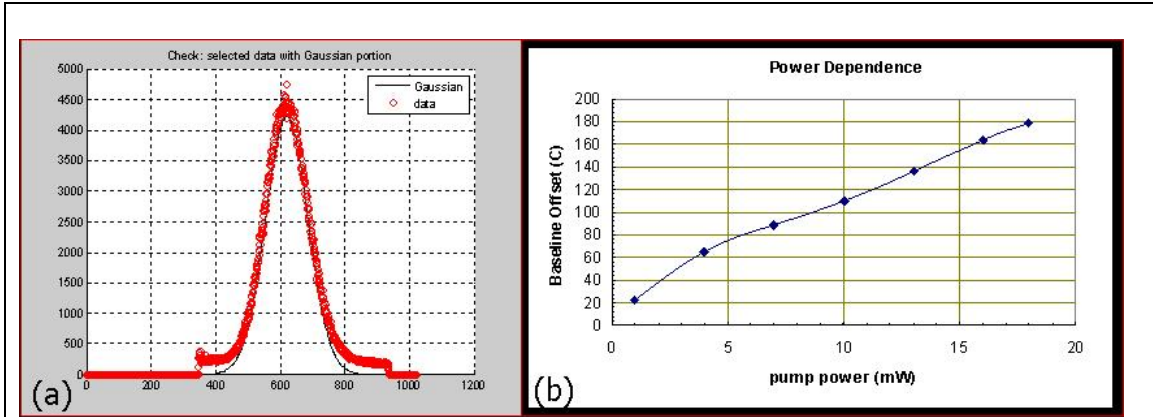 Check: selected data with Gaussian portion
5000
4500
4000
3500
3000
2500
2000
1500
1000
500
0
0 200 400 600 800 1000 1200
Gaussian
data
(a)
Power Dependence
Baseline Offset (C)
200
180
160
140
120
100
80
60
40
20
0
0 5 10 15 20
pump power (mW)
(b)